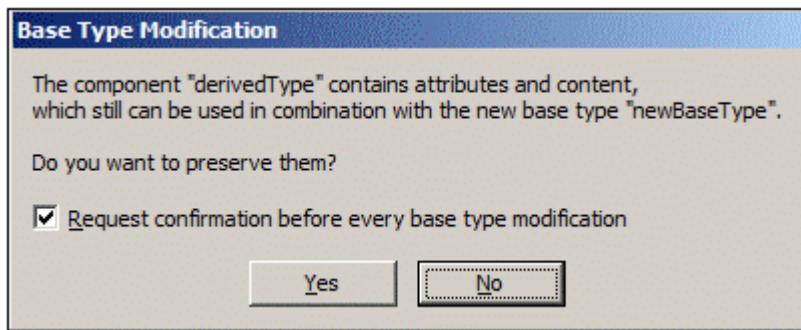 Base Type Modification
The component "derivedType" contains attributes and content,
which still can be used in combination with the new base type "newBaseType".
Do you want to preserve them?
Request confirmation before every base type modification
Yes No